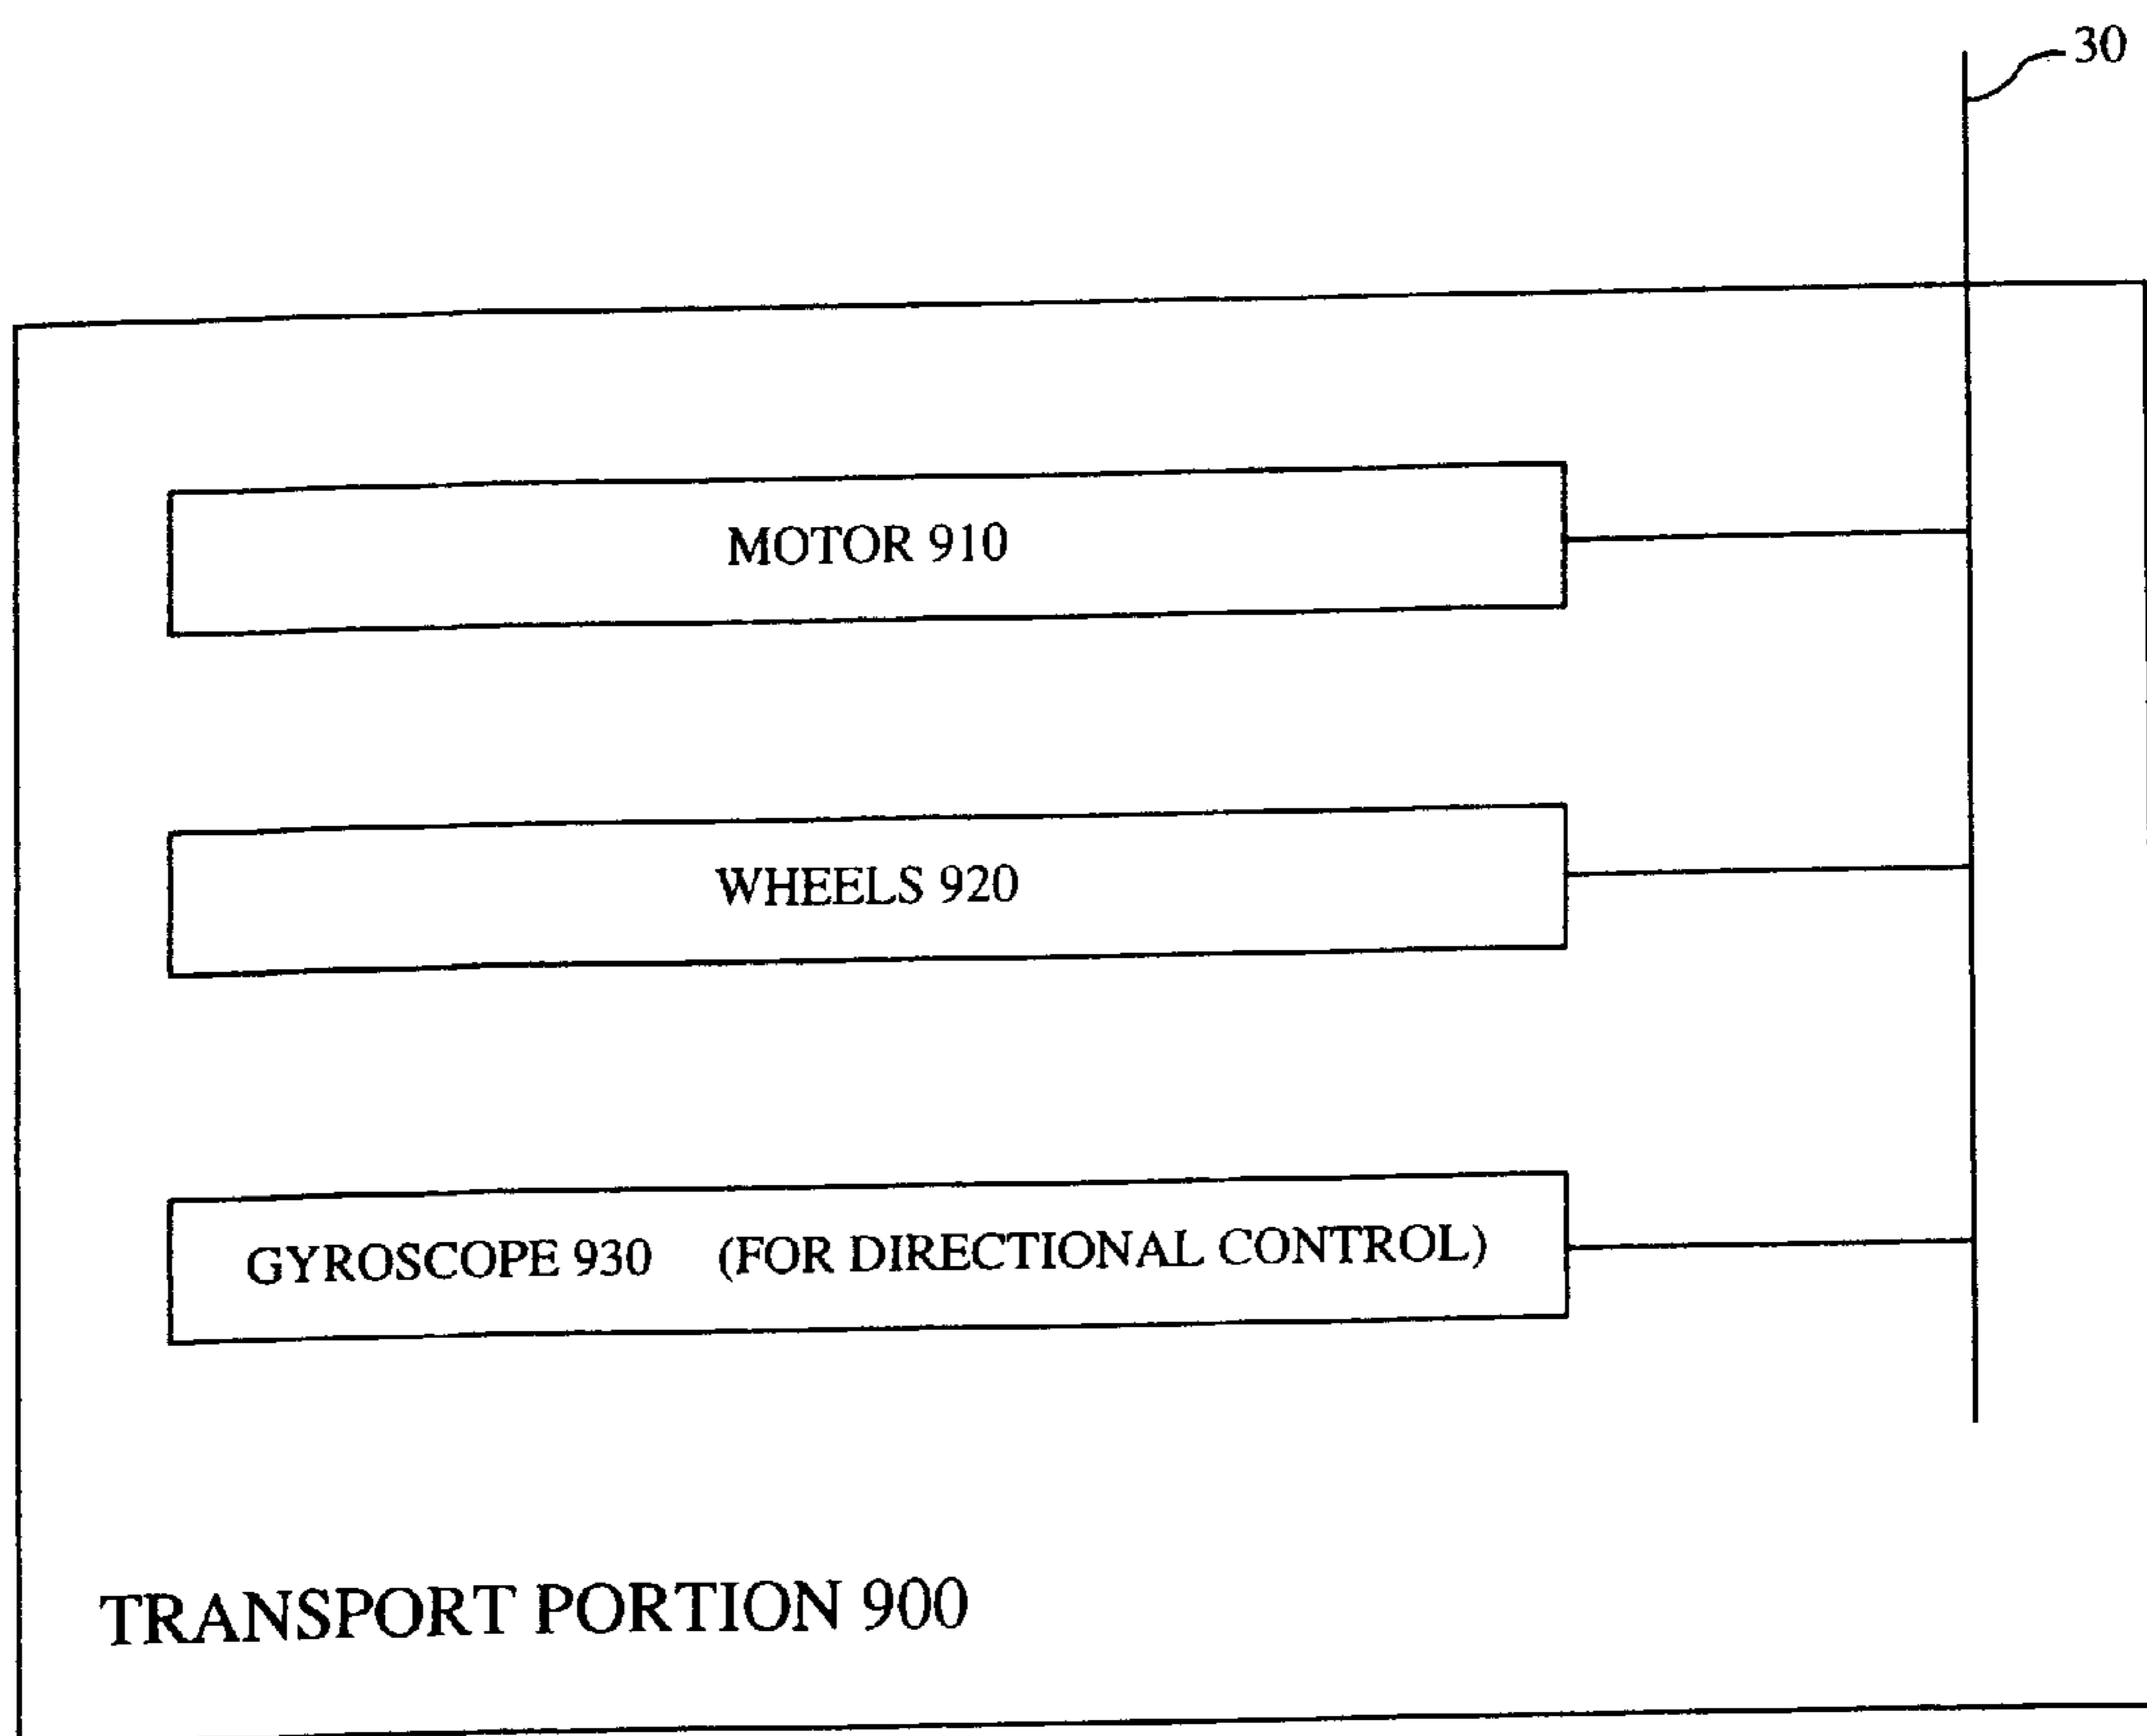 30
MOTOR 910
WHEELS 920
GYROSCOPE 930 (FOR DIRECTIONAL CONTROL)
TRANSPORT PORTION 900